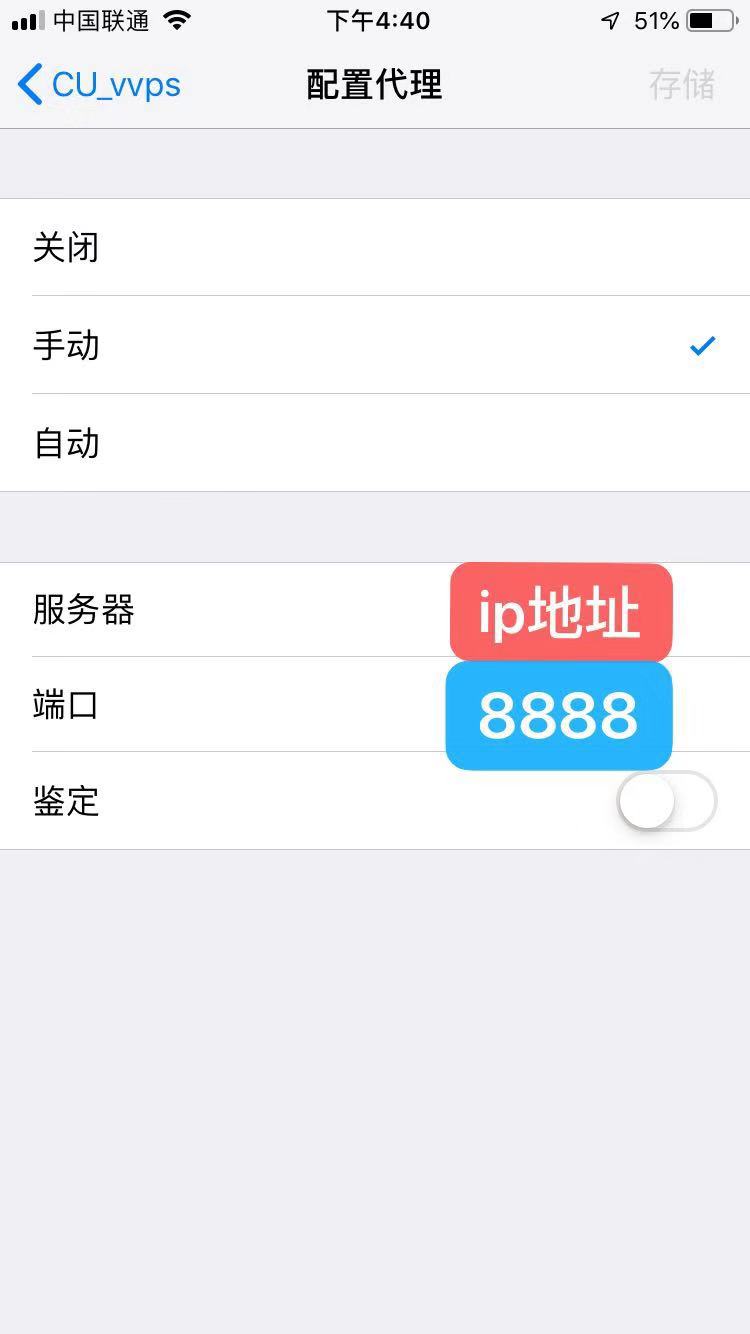 中国联通 下午4:40 51%
CU_vvps 配置代理 存储
关闭
手动
自动
服务器 ip地址
端口 8888
鉴定